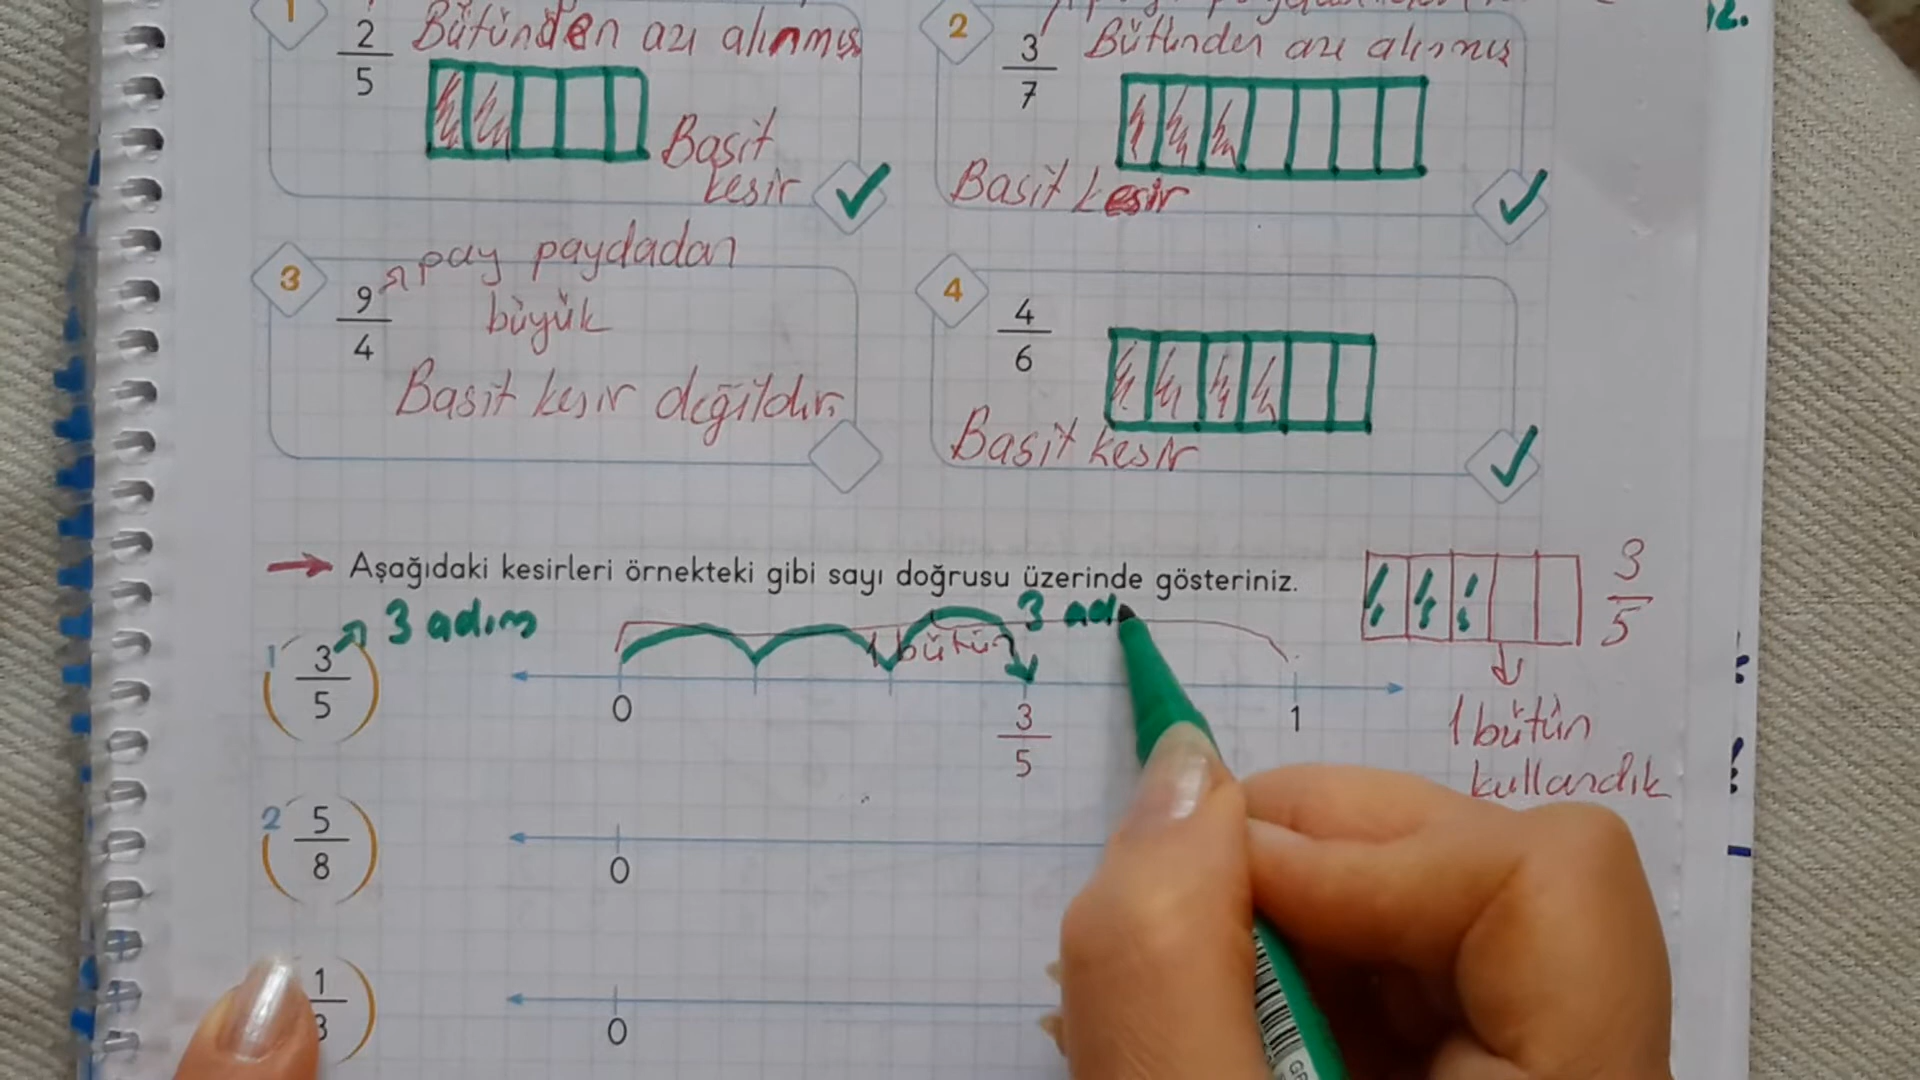 1
2
5
Bütünden azı alınmış
Basit
kesir
2
3
7
Bütünden azı alınmış
Basit kesir
12.
3
9
4
pay paydadan
büyük
Basit kesir değildir.
4
4
6
Basit kesir
Aşağıdaki kesirleri örnekteki gibi sayı doğrusu üzerinde gösteriniz.
1
3
5
3 adım
3 adı
1 bütün
0
3
5
1
3
5
1 bütün
kullandık
2
5
8
0
1
3
0